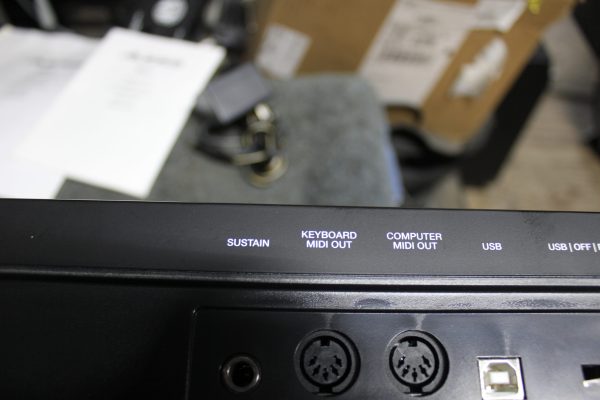 SUSTAIN
KEYBOARD
MIDI OUT
COMPUTER
MIDI OUT
USB
USB | OFF |